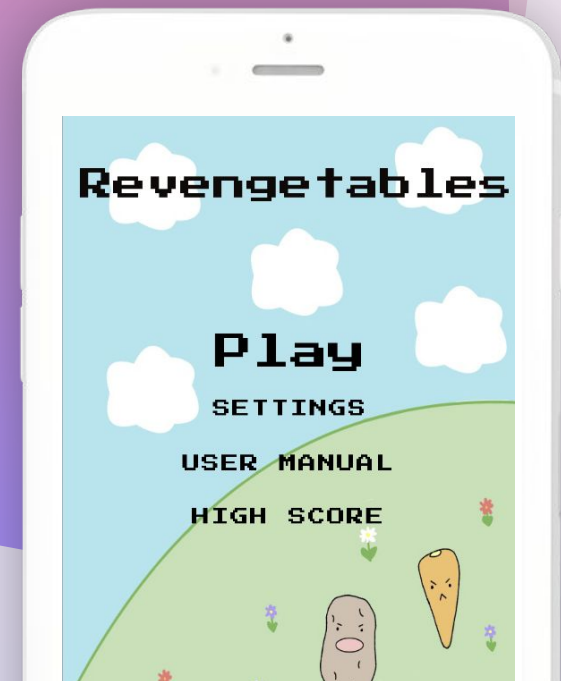 Revengetables
Play
SETTINGS
USER MANUAL
HIGH SCORE